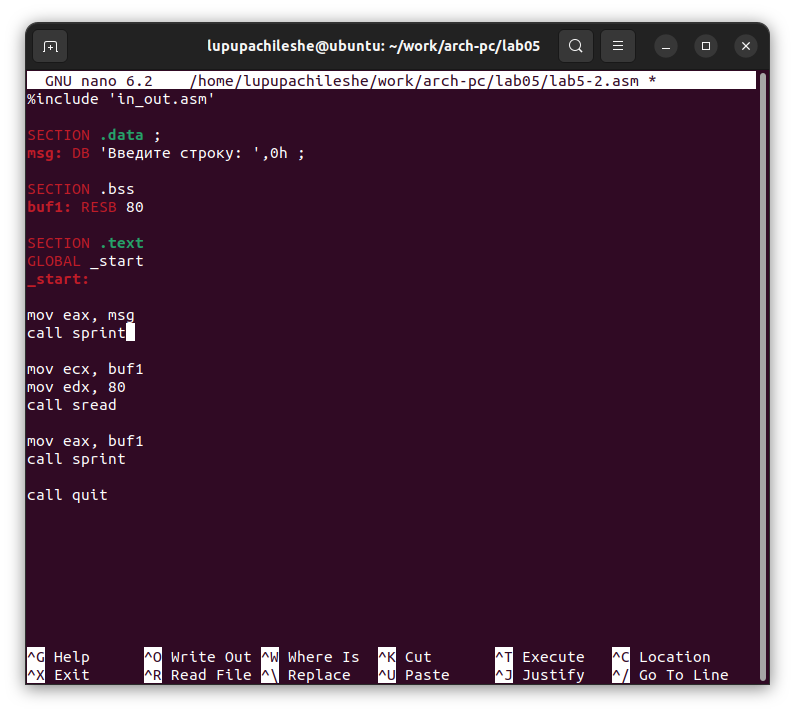 lupupachileshe@ubuntu: ~/work/arch-pc/lab05
GNU nano 6.2    /home/lupupachileshe/work/arch-pc/lab05/lab5-2.asm *
%include 'in_out.asm'
SECTION .data ;
msg: DB 'Введите строку: ',0h ;
SECTION .bss
buf1: RESB 80
SECTION .text
GLOBAL _start
_start:
mov eax, msg
call sprint
mov ecx, buf1
mov edx, 80
call sread
mov eax, buf1
call sprint
call quit
^G Help ^O Write Out ^W Where Is ^K Cut ^T Execute ^C Location
^X Exit ^R Read File ^\ Replace ^U Paste ^J Justify ^/ Go To Line